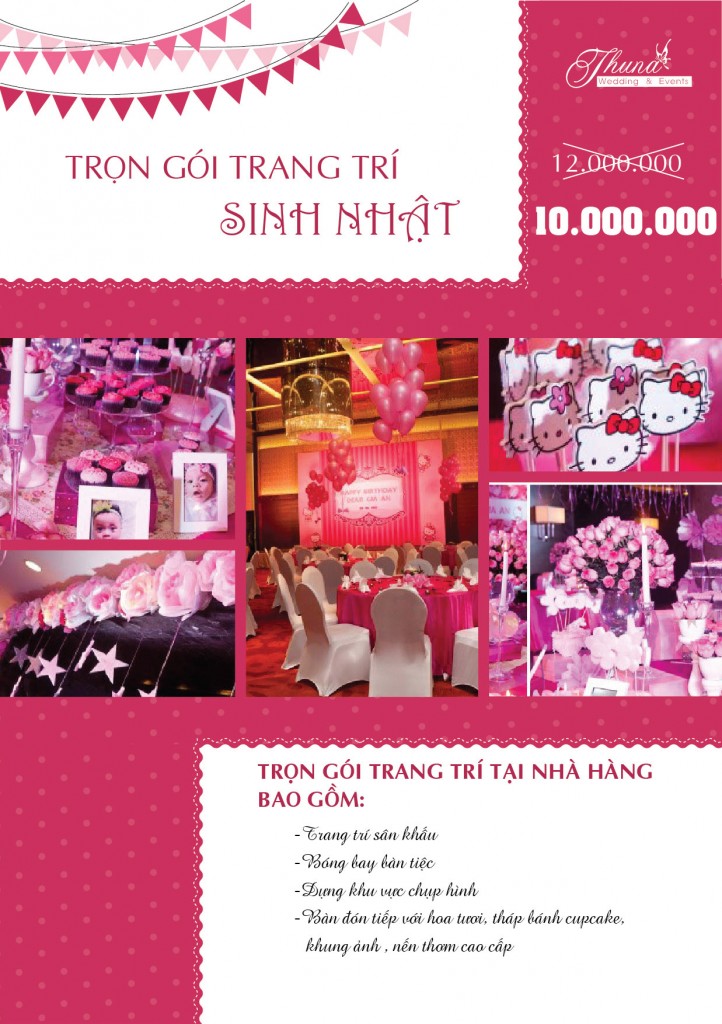 Thuna
Wedding & Events
TRỌN GÓI TRANG TRÍ
SINH NHẬT
12.000.000
10.000.000
HAPPY BIRTHDAY
GIA AN
TRỌN GÓI TRANG TRÍ TẠI NHÀ HÀNG
BAO GỒM:
- Trang trí sân khấu
- Bóng bay bàn tiệc
- Dựng khu vực chụp hình
- Bàn đón tiếp với hoa tươi, tháp bánh cupcake,
khung ảnh , nến thơm cao cấp